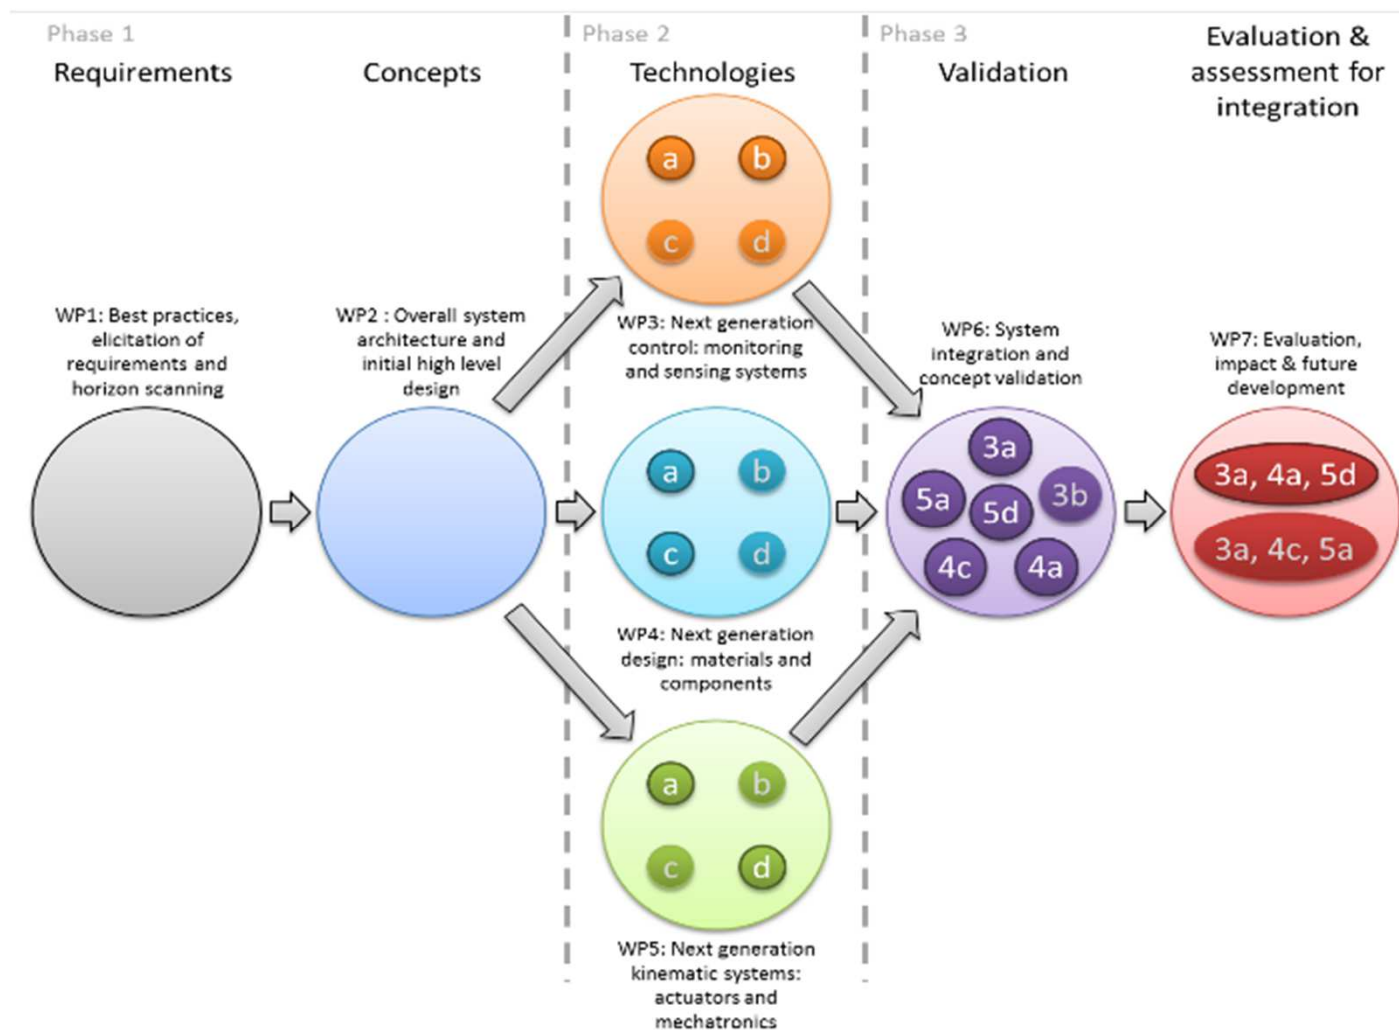 Phase 1
Requirements
Concepts
Phase 2
Technologies
Phase 3
Validation
Evaluation &
assessment for
integration
WP1: Best practices,
elicitation of
requirements and
horizon scanning
WP2 : Overall system
architecture and
initial high level
design
a b
c d
WP3: Next generation
control: monitoring
and sensing systems
a b
c d
WP4: Next generation
design: materials and
components
a b
c d
WP5: Next generation
kinematic systems:
actuators and
mechatronics
WP6: System
integration and
concept validation
3a
5a 5d 3b
4c 4a
WP7: Evaluation,
impact & future
development
3a, 4a, 5d
3a, 4c, 5a